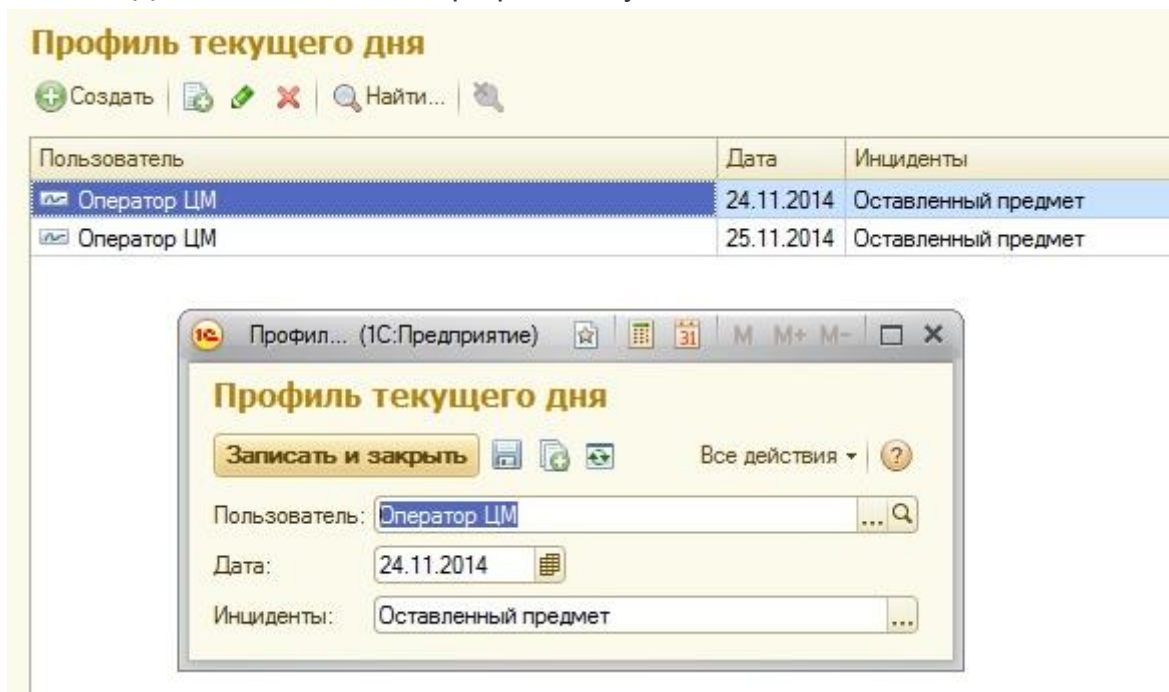 Профиль текущего дня
Создать Найти...
Пользователь Дата Инциденты
Оператор ЦМ 24.11.2014 Оставленный предмет
Оператор ЦМ 25.11.2014 Оставленный предмет
1С Профил... (1С:Предприятие) 31 M M+ M-
Профиль текущего дня
Записать и закрыть Все действия ?
Пользователь: Оператор ЦМ ...
Дата: 24.11.2014
Инциденты: Оставленный предмет ...